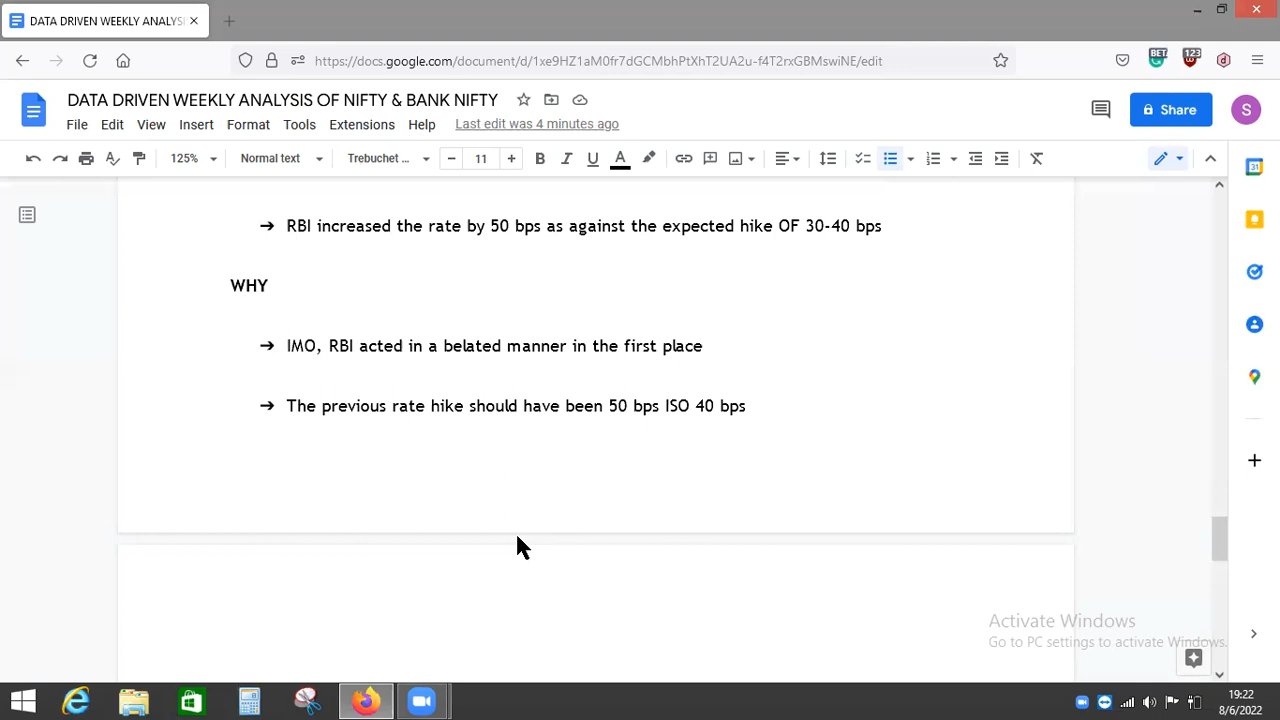 DATA DRIVEN WEEKLY ANALYSIS
https://docs.google.com/document/d/1xe9HZ1aM0fr7dGCMbhPtXhT2UA2u-f4T2rxGBMswiNE/edit
BET
123
DATA DRIVEN WEEKLY ANALYSIS OF NIFTY & BANK NIFTY
File Edit View Insert Format Tools Extensions Help Last edit was 4 minutes ago
Share
S
125% Normal text Trebuchet ... 11
31
➔ RBI increased the rate by 50 bps as against the expected hike OF 30-40 bps
WHY
➔ IMO, RBI acted in a belated manner in the first place
➔ The previous rate hike should have been 50 bps ISO 40 bps
Activate Windows
Go to PC settings to activate Windows.
19:22
8/6/2022